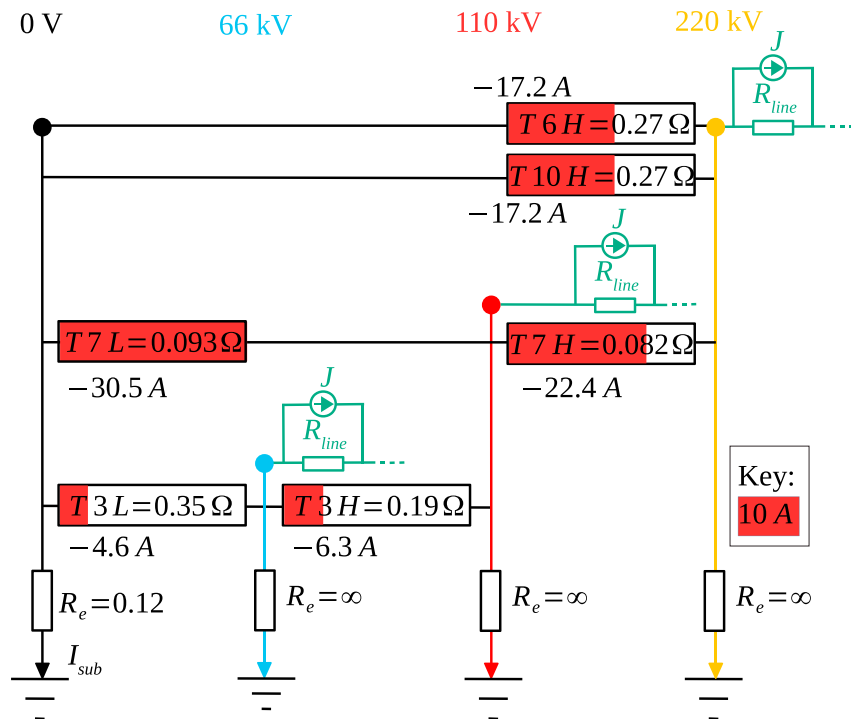 0 V 66 kV 110 kV 220 kV
J
−17.2 A
R_line
T 6 H=0.27 Ω
T 10 H=0.27 Ω
−17.2 A
J
R_line
T 7 L=0.093 Ω T 7 H=0.082 Ω
−30.5 A −22.4 A
J
R_line
Key:
T 3 L=0.35 Ω T 3 H=0.19 Ω
10 A
−4.6 A −6.3 A
R_e=0.12 R_e=∞ R_e=∞ R_e=∞
I_sub